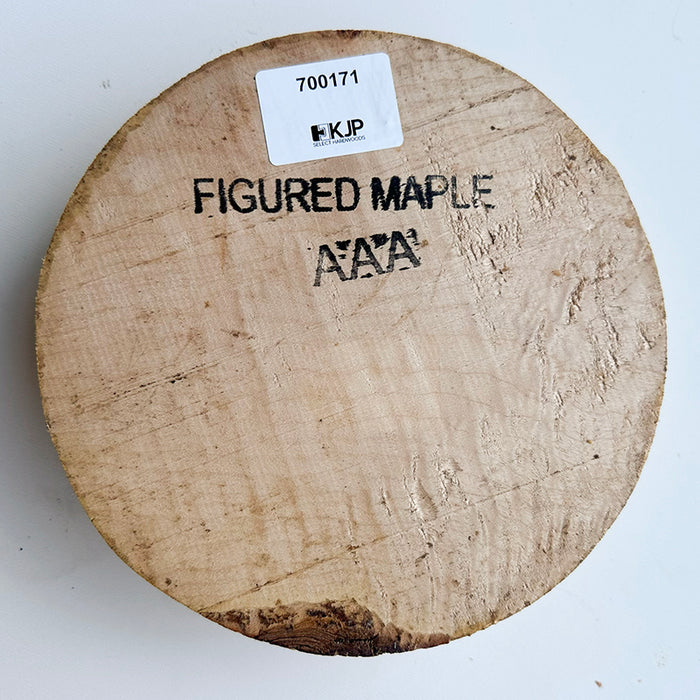 700171
KJP
SELECT HARDWOODS
FIGURED MAPLE
AAA